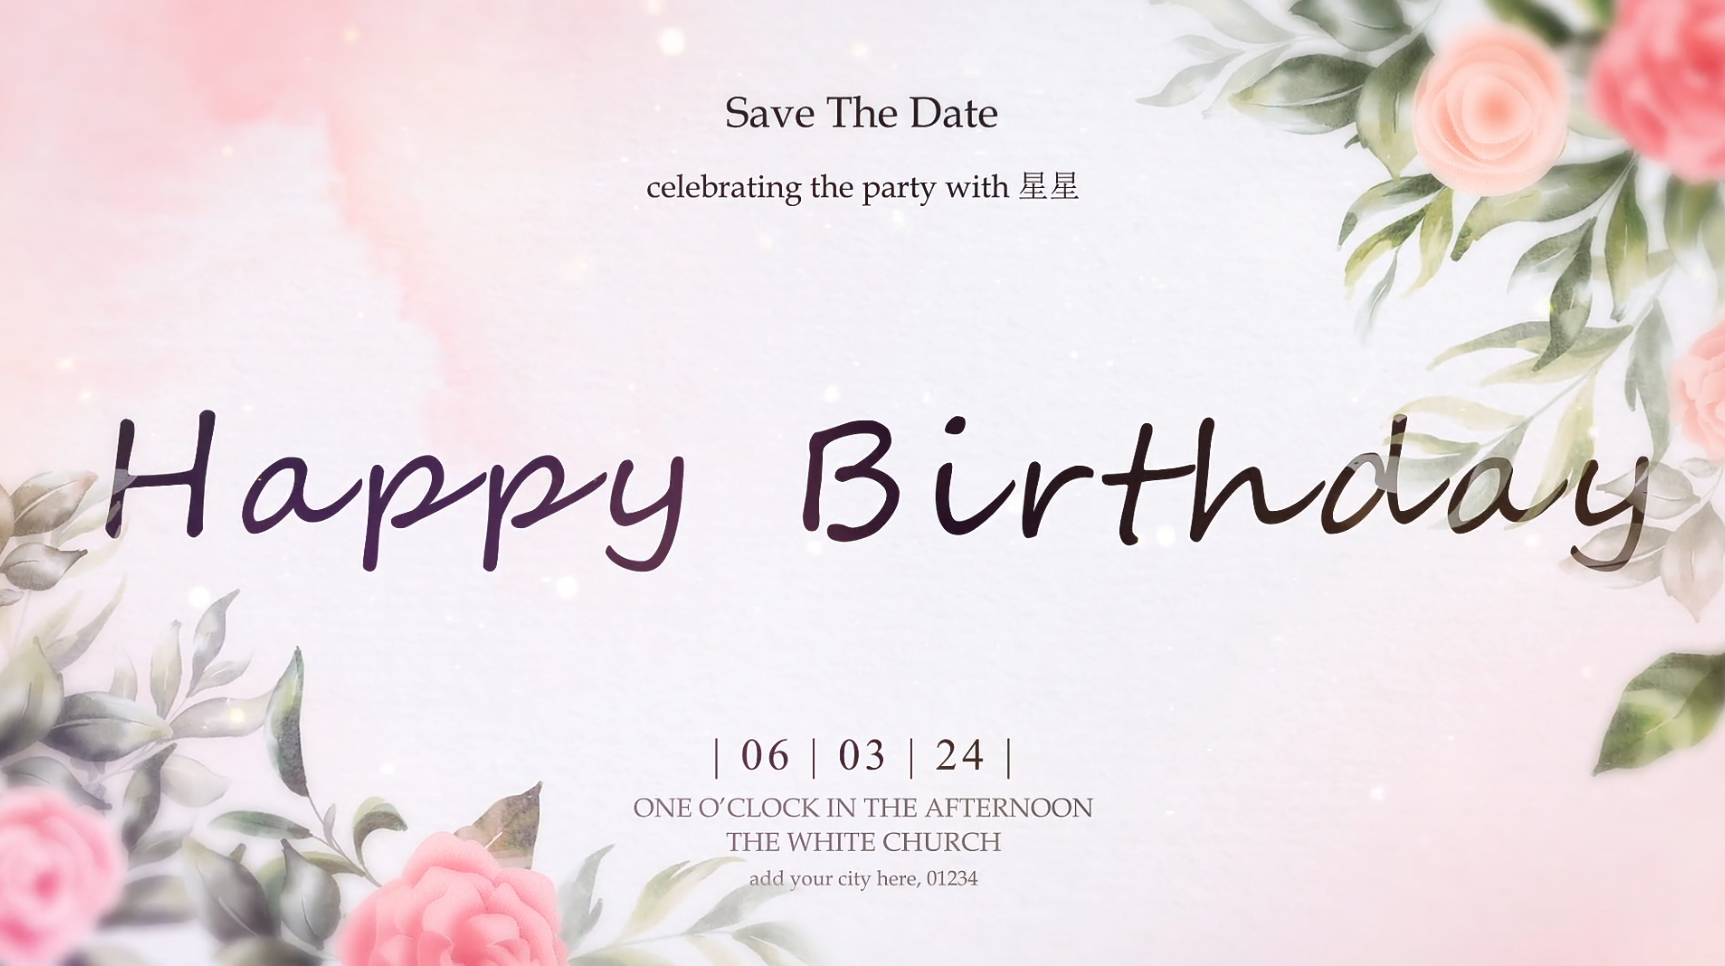 Save The Date
celebrating the party with 星星
Happy Birthday
| 06 | 03 | 24 |
ONE O’CLOCK IN THE AFTERNOON
THE WHITE CHURCH
add your city here, 01234